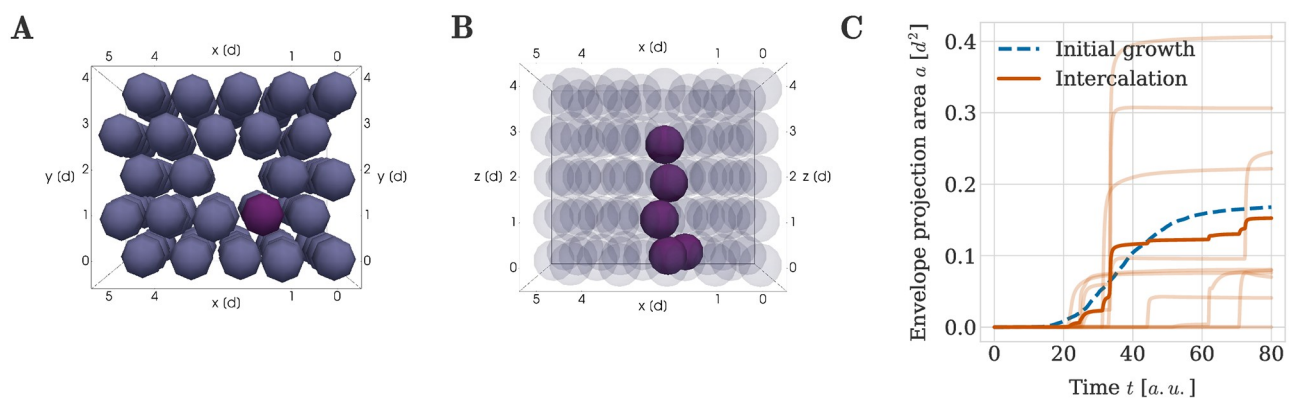 A
x (d)
5 4 1 0
4 4
3 3
y (d) 2 2 y (d)
1 1
0 0
5 4 1 0
x (d)
B
x (d)
5 4 1 0
4 4
3 3
z (d) 2 2 z (d)
1 1
0 0
5 4 1 0
x (d)
C
Envelope projection area a [d²]
0.4
0.3
0.2
0.1
0.0
Initial growth
Intercalation
0 20 40 60 80
Time t [a.u.]